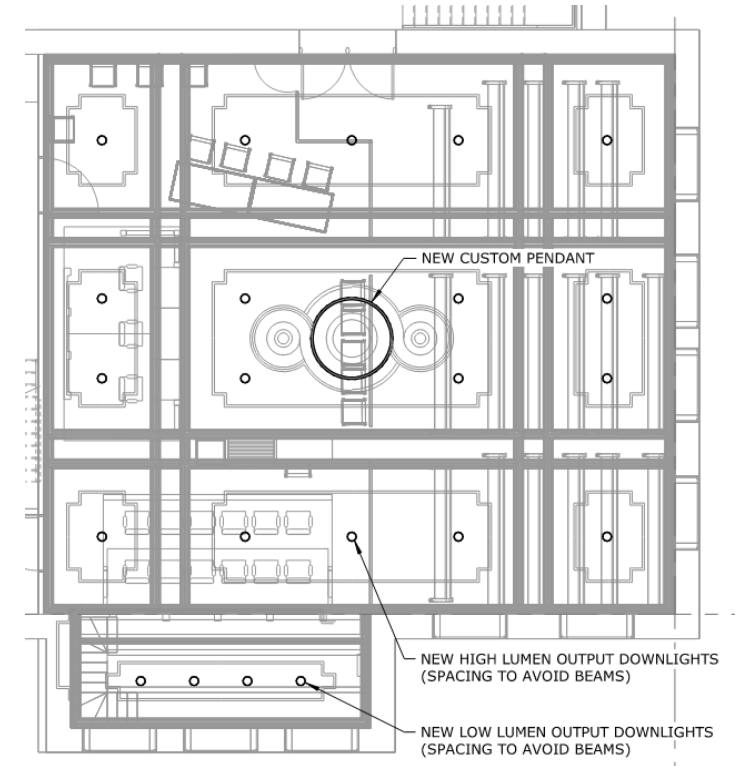 NEW CUSTOM PENDANT
NEW HIGH LUMEN OUTPUT DOWNLIGHTS
(SPACING TO AVOID BEAMS)
NEW LOW LUMEN OUTPUT DOWNLIGHTS
(SPACING TO AVOID BEAMS)